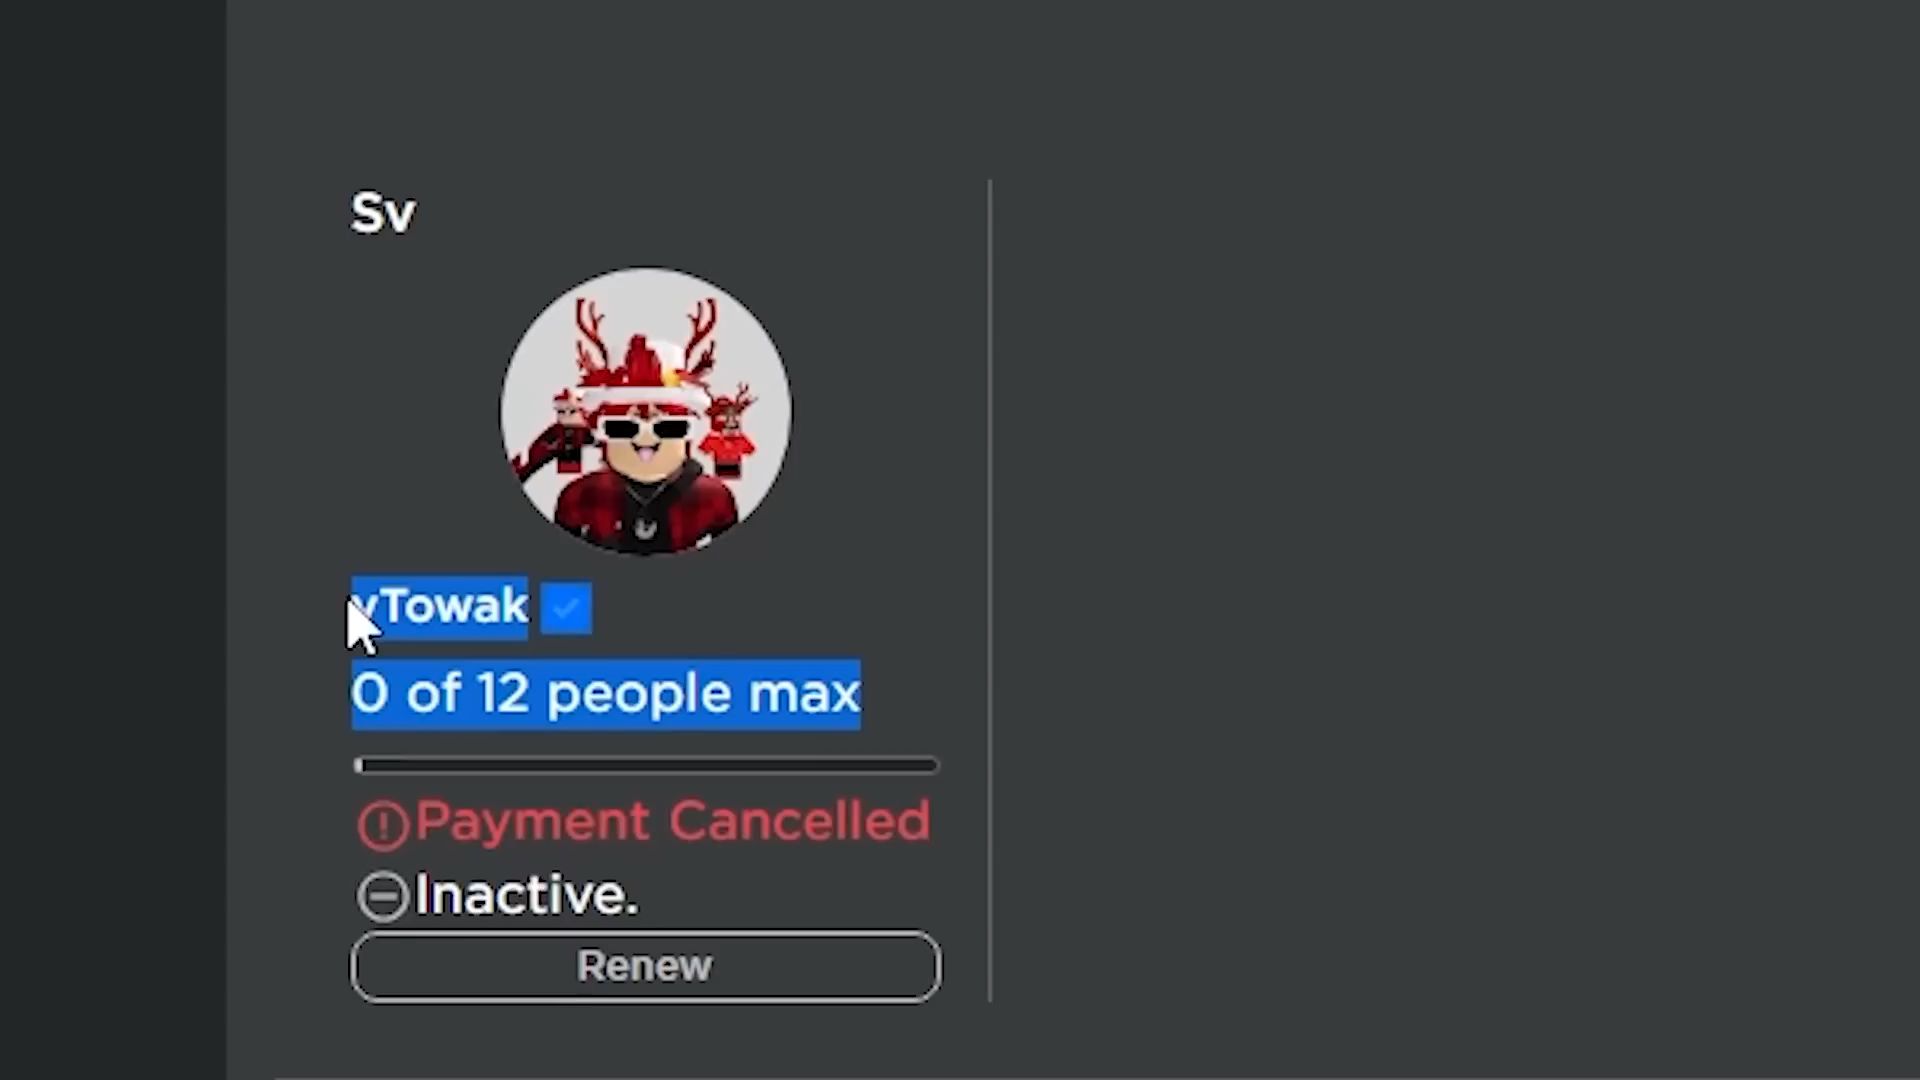 Sv
yTowak
0 of 12 people max
Payment Cancelled
Inactive.
Renew